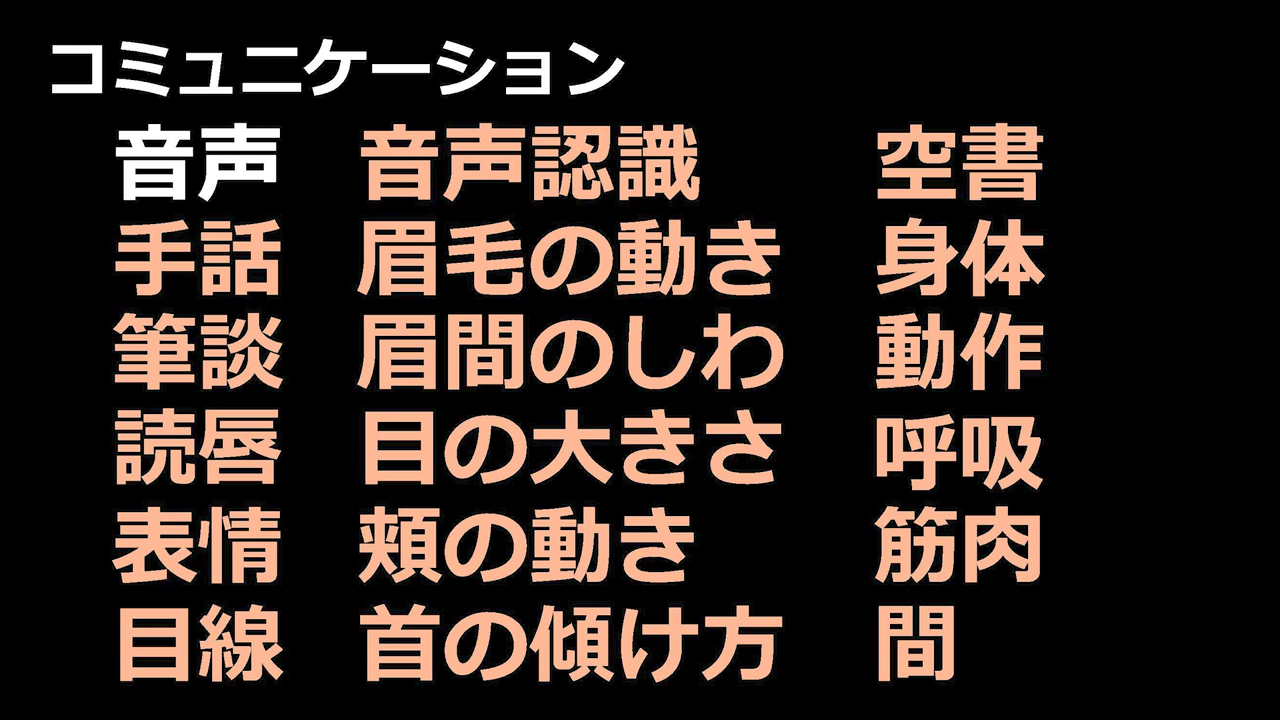 コミュニケーション
音声 音声認識 空書
手話 眉毛の動き 身体
筆談 眉間のしわ 動作
読唇 目の大きさ 呼吸
表情 頬の動き 筋肉
目線 首の傾け方 間